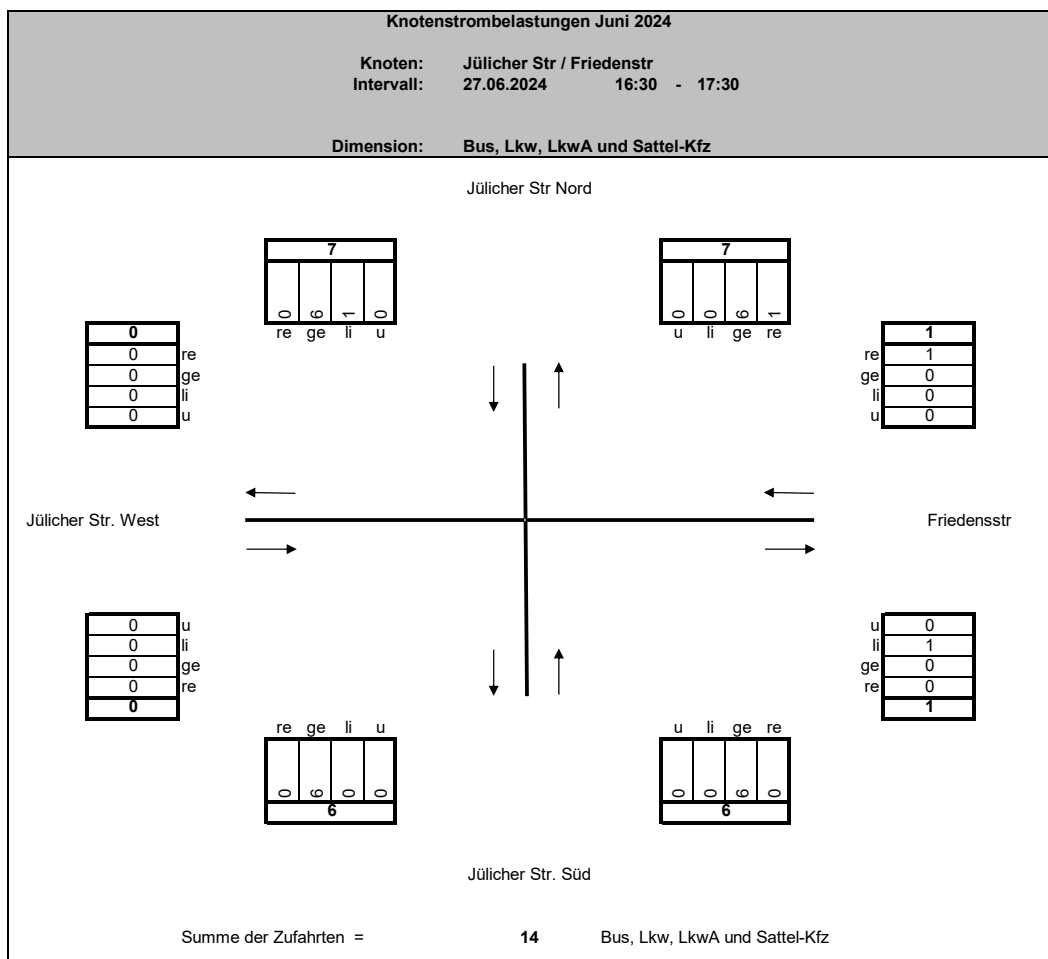 Knotenstrombelastungen Juni 2024
Knoten: Jülicher Str / Friedenstr
Intervall: 27.06.2024 16:30 - 17:30
Dimension: Bus, Lkw, LkwA und Sattel-Kfz
Jülicher Str Nord
7
0 6 1 0
re ge li u
7
0 0 6 1
u li ge re
0
0 re
0 ge
0 li
0 u
1
re 1
ge 0
li 0
u 0
Jülicher Str. West
Friedensstr
0 u
0 li
0 ge
0 re
0
u 0
li 1
ge 0
re 0
1
re ge li u
0 6 0 0
6
u li ge re
0 0 6 0
6
Jülicher Str. Süd
Summe der Zufahrten = 14 Bus, Lkw, LkwA und Sattel-Kfz